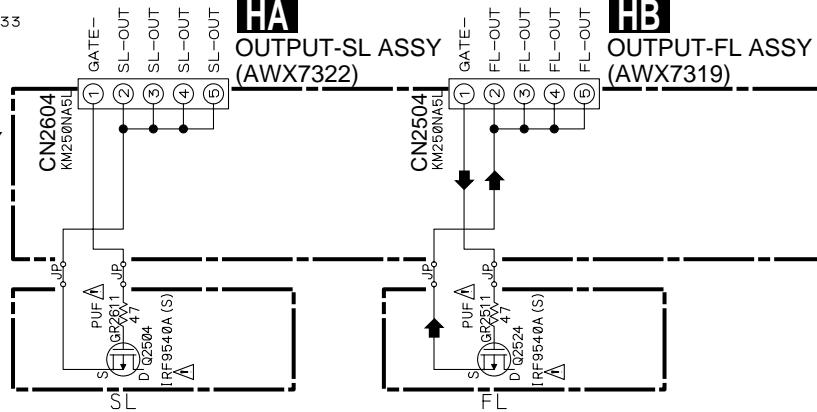 33
HA
OUTPUT-SL ASSY
(AWX7322)
GATE-
SL-OUT
SL-OUT
SL-OUT
SL-OUT
1 2 3 4 5
CN2604
KM250NA5L
HB
OUTPUT-FL ASSY
(AWX7319)
GATE-
FL-OUT
FL-OUT
FL-OUT
FL-OUT
1 2 3 4 5
CN2504
KM250NA5L
JP
JP
PUF
GR2611
47
S
D
Q2504
IRF9540A(S)
SL
JP
JP
PUF
GR2511
47
S
D
Q2524
IRF9540A(S)
FL